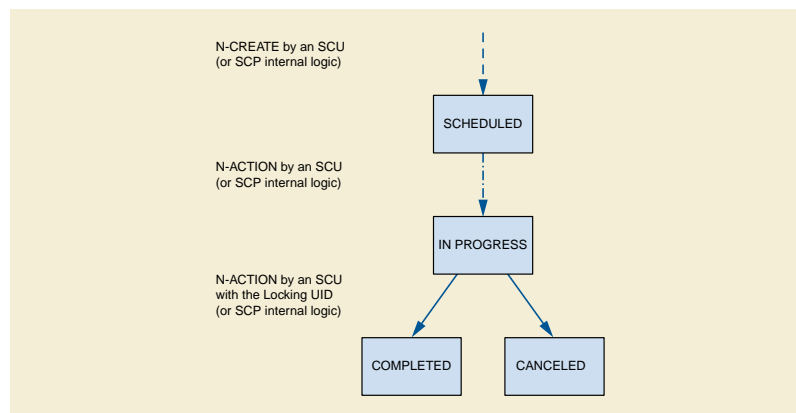 N-CREATE by an SCU
(or SCP internal logic)
SCHEDULED
N-ACTION by an SCU
(or SCP internal logic)
IN PROGRESS
N-ACTION by an SCU
with the Locking UID
(or SCP internal logic)
COMPLETED
CANCELED